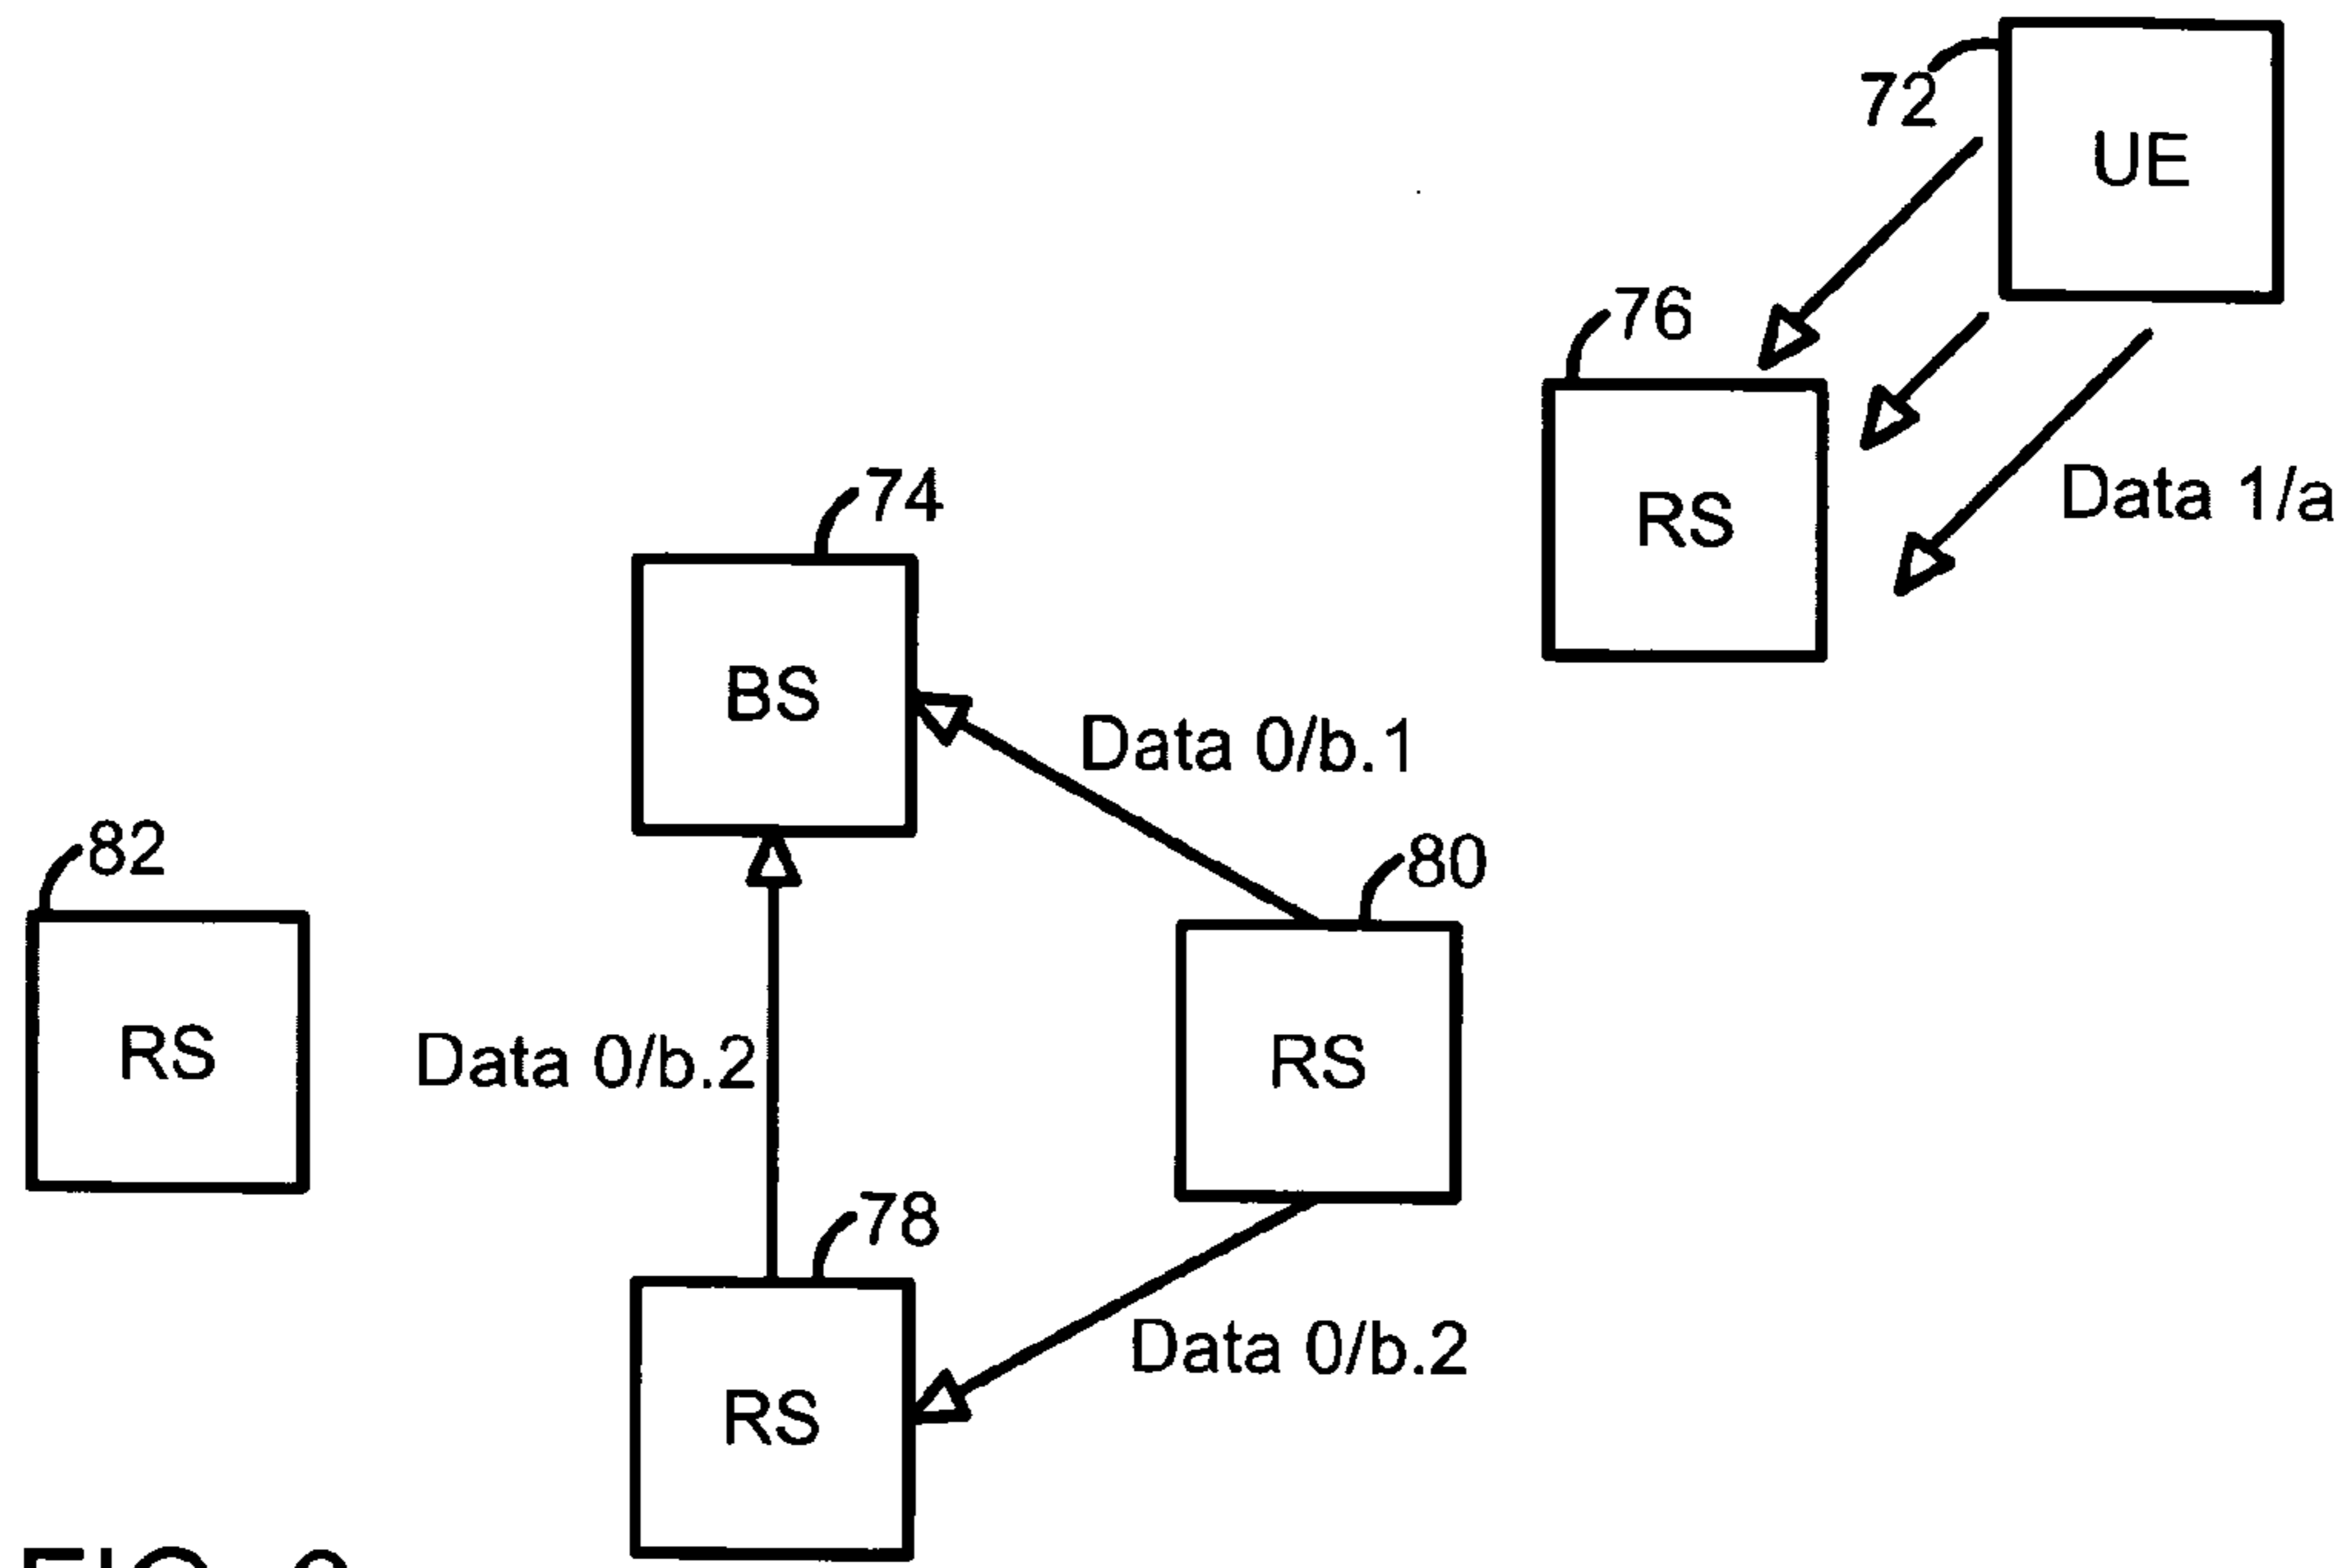 72
UE
76
RS
Data 1/a
74
BS
Data 0/b.1
82
RS
80
RS
Data 0/b.2
78
RS
Data 0/b.2